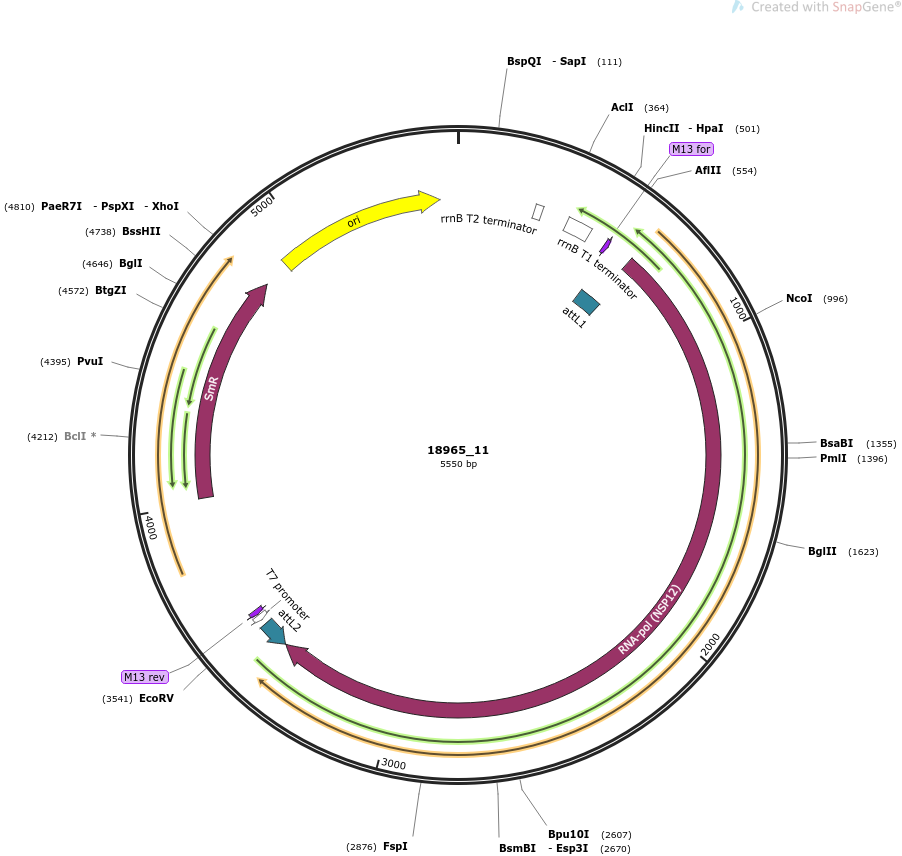 Created with SnapGene®
BspQI - SapI (111)
AclI (364)
HincII - HpaI (501)
M13 for
AflII (554)
(4810) PaeR7I - PspXI - XhoI
(4738) BssHII
(4646) BglI
(4572) BtgZI
(4395) PvuI
(4212) BclI *
5000
ori
rrnB T2 terminator
rrnB T1 terminator
attL1
1000
NcoI (996)
SmR
18965_11
5550 bp
BsaBI (1355)
PmlI (1396)
BglII (1623)
4000
T7 promoter
attL2
RNA-pol (NSP12)
2000
M13 rev
(3541) EcoRV
3000
(2876) FspI
Bpu10I (2607)
BsmBI - Esp3I (2670)